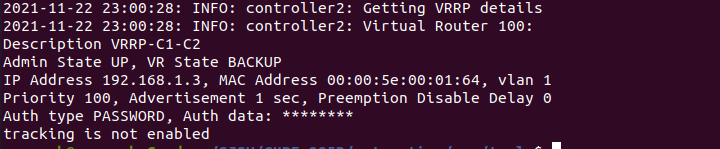 2021-11-22 23:00:28: INFO: controller2: Getting VRRP details
2021-11-22 23:00:28: INFO: controller2: Virtual Router 100:
Description VRRP-C1-C2
Admin State UP, VR State BACKUP
IP Address 192.168.1.3, MAC Address 00:00:5e:00:01:64, vlan 1
Priority 100, Advertisement 1 sec, Preemption Disable Delay 0
Auth type PASSWORD, Auth data: ********
tracking is not enabled